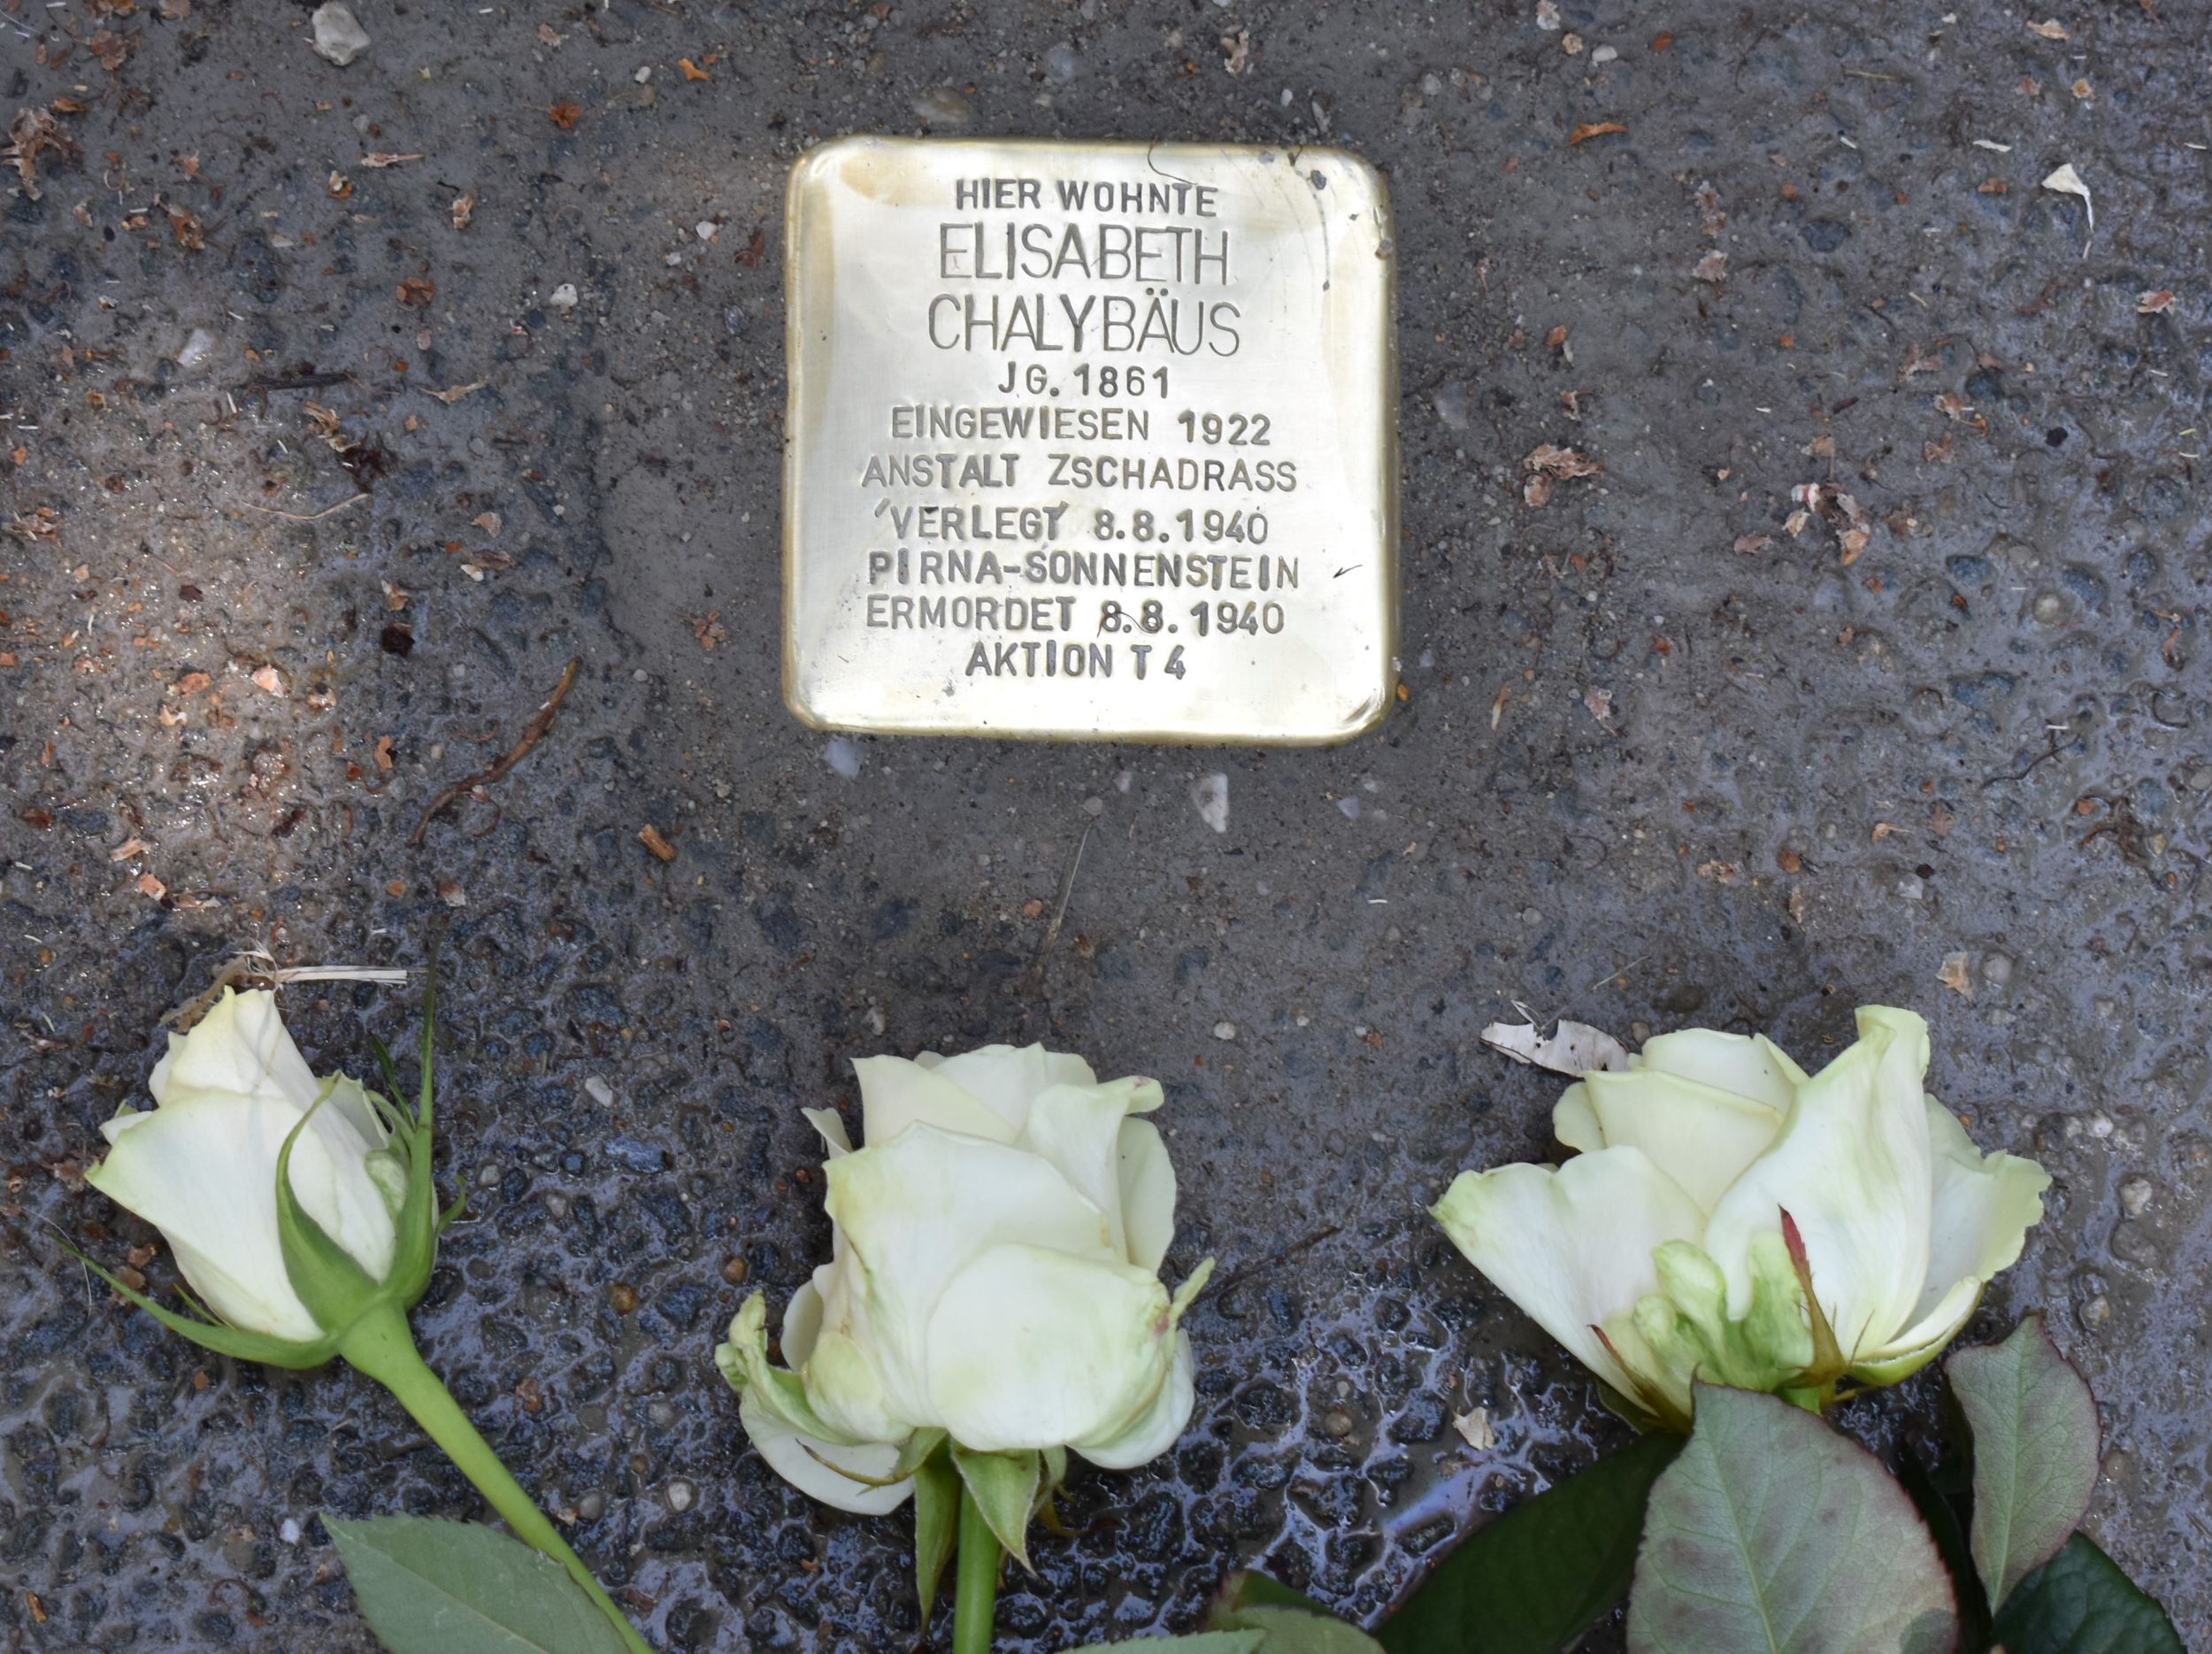 HIER WOHNTE
ELISABETH
CHALYBÄUS
JG. 1861
EINGEWIESEN 1922
ANSTALT ZSCHADRASS
'VERLEGT' 8.8.1940
PIRNA-SONNENSTEIN
ERMORDET 8.8.1940
AKTION T4